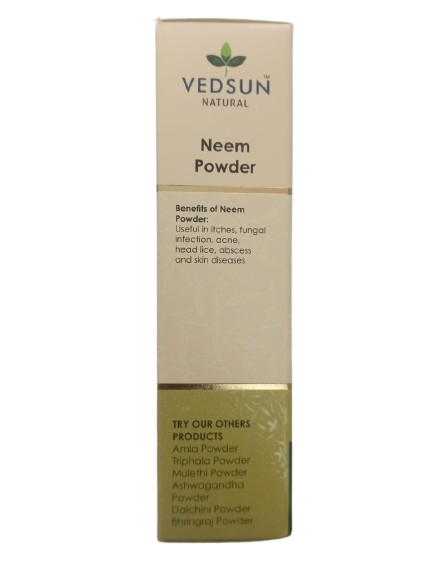 VEDSUN™
NATURAL
Neem
Powder
Benefits of Neem
Powder:
Useful in itches, fungal
infection, acne,
head lice, abscess
and skin diseases
TRY OUR OTHERS
PRODUCTS
Amla Powder
Triphala Powder
Mulethi Powder
Ashwagandha
Powder
Dalchini Powder
Bhringraj Powder